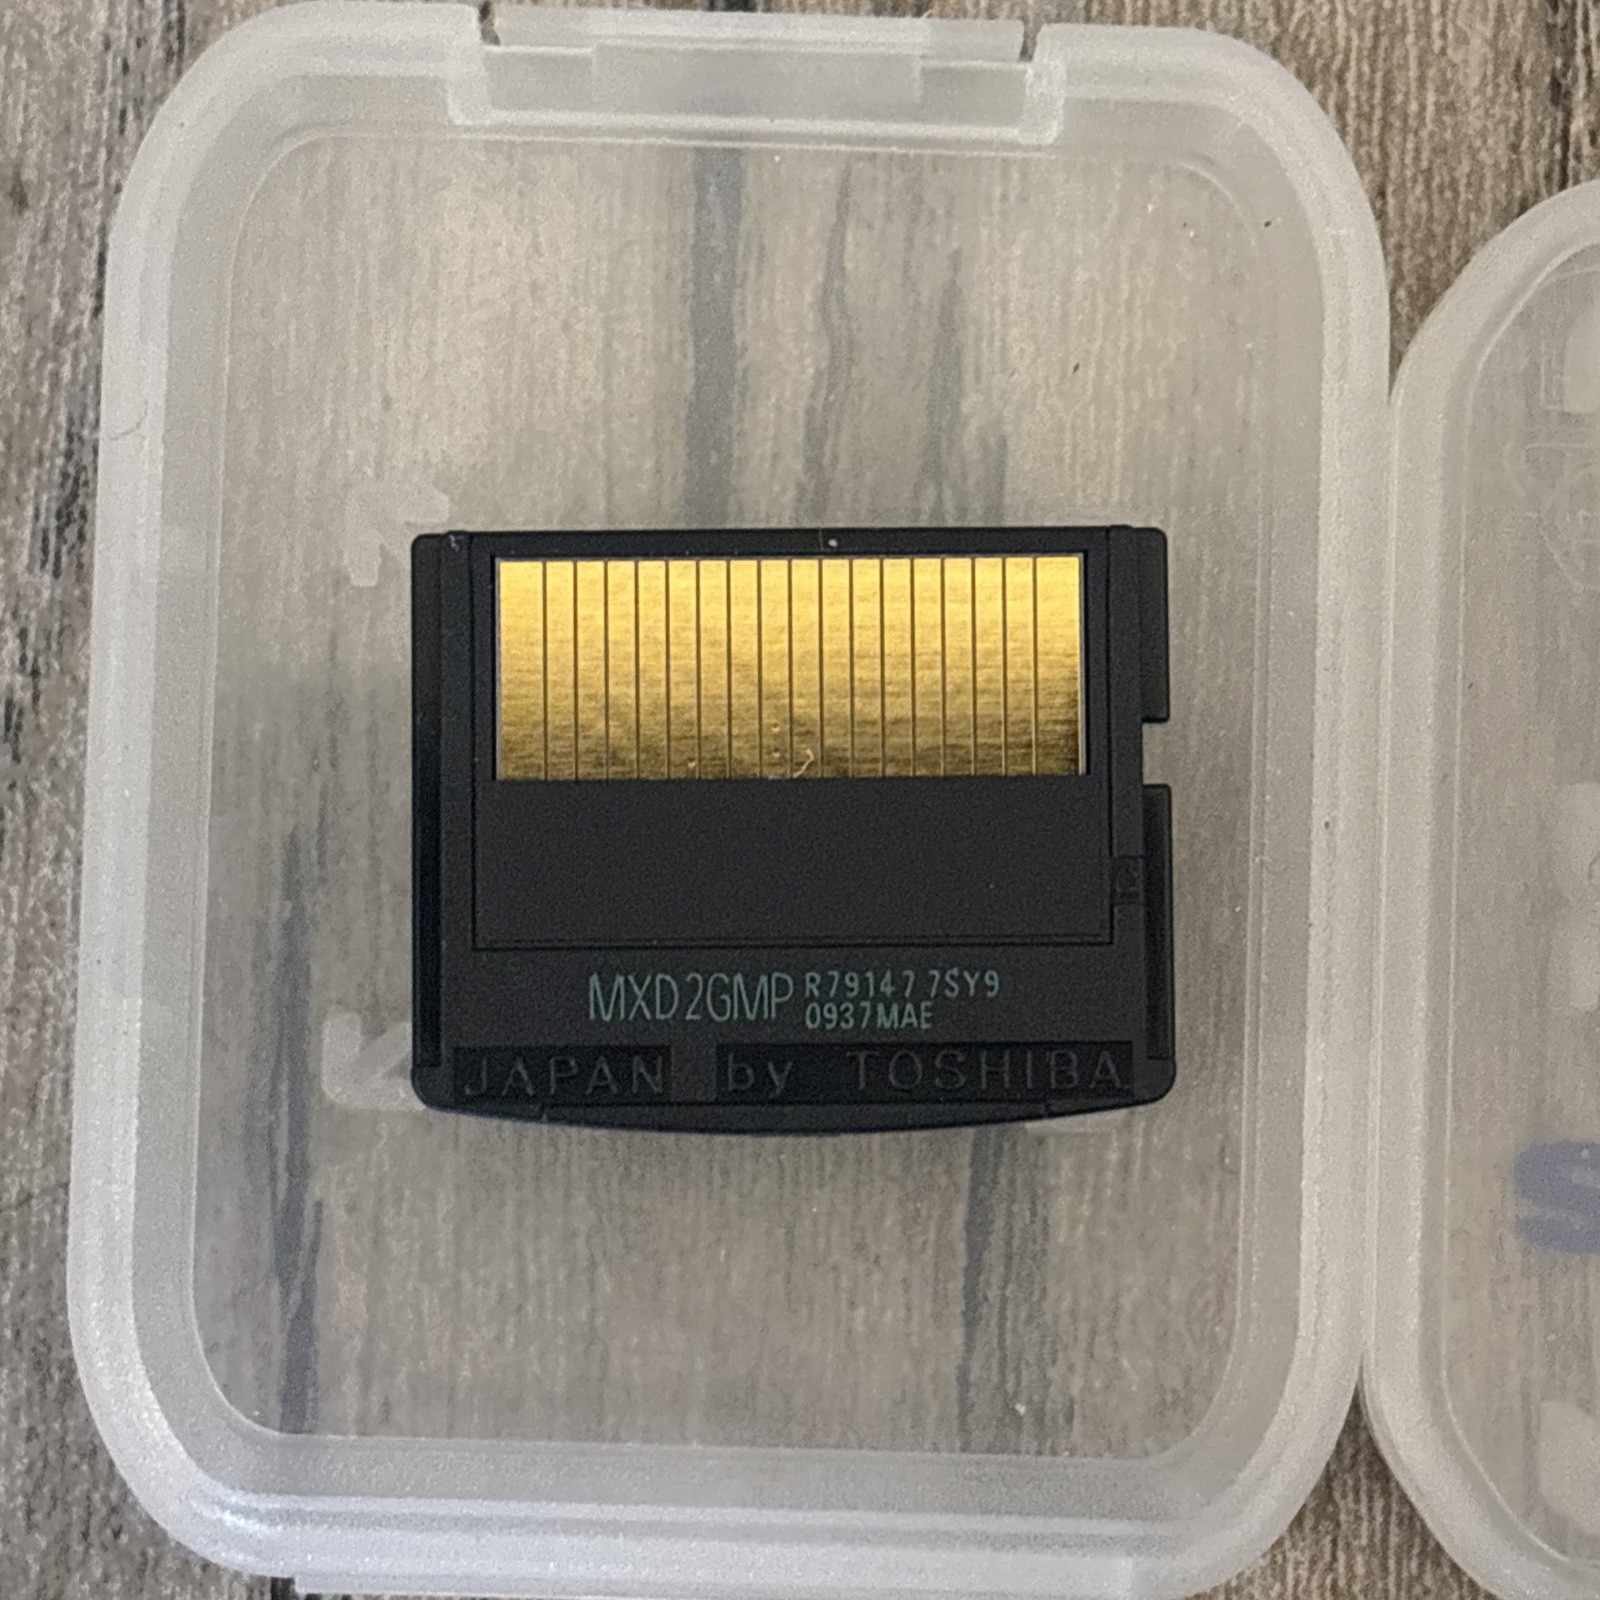 MXD2GMP R79147 7SY9
0937MAE
JAPAN by TOSHIBA